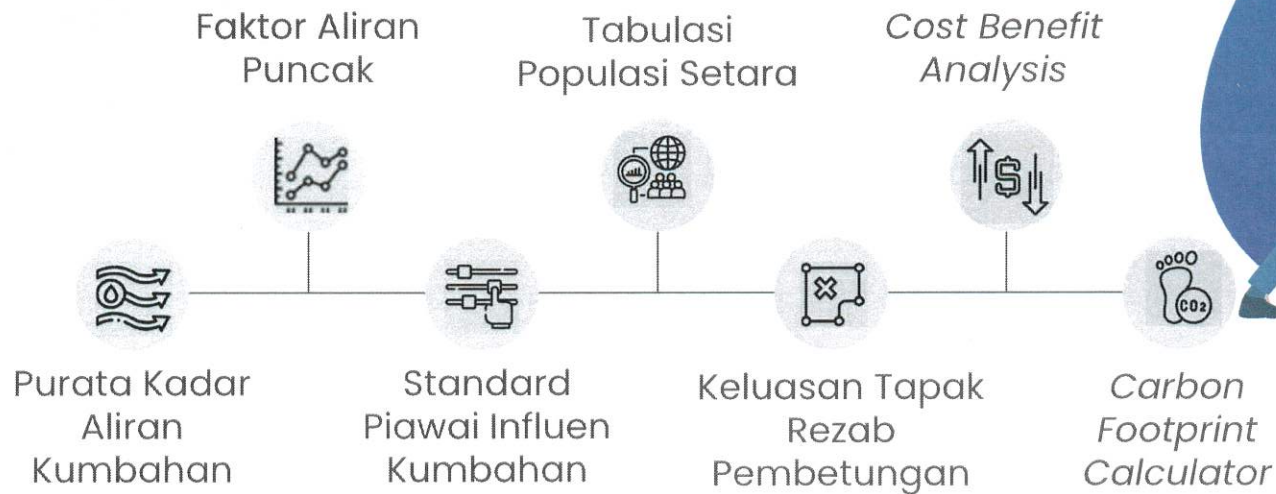 Faktor Aliran
Puncak
Tabulasi
Populasi Setara
Cost Benefit
Analysis
CO2
Purata Kadar
Aliran
Kumbahan
Standard
Piawai Influen
Kumbahan
Keluasan Tapak
Rezab
Pembetungan
Carbon
Footprint
Calculator